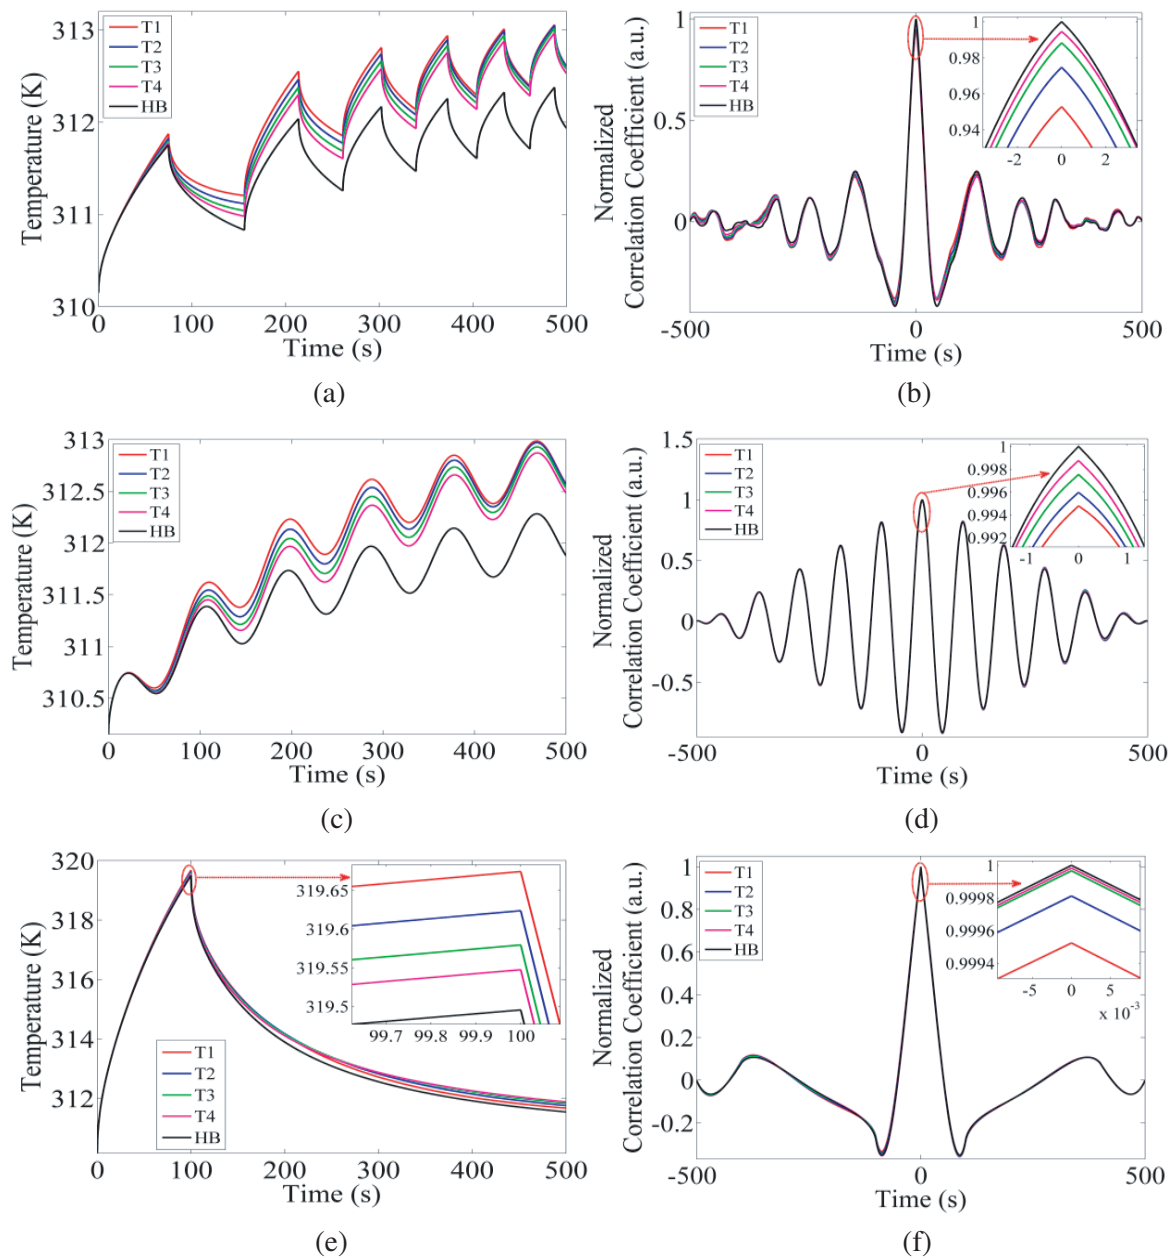 313
312
311
310
Temperature (K)
T1
T2
T3
T4
HB
0
100
200
300
400
500
Time (s)
(a)
1
0.5
0
Normalized
Correlation Coefficient (a.u.)
T1
T2
T3
T4
HB
1
0.98
0.96
0.94
-2
0
2
-500
0
500
Time (s)
(b)
313
312.5
312
311.5
311
310.5
Temperature (K)
T1
T2
T3
T4
HB
0
100
200
300
400
500
Time (s)
(c)
1.5
1
0.5
0
-0.5
Normalized
Correlation Coefficient (a.u.)
T1
T2
T3
T4
HB
1
0.998
0.996
0.994
0.992
-1
0
1
-500
0
500
Time (s)
(d)
320
318
316
314
312
Temperature (K)
319.65
319.6
319.55
319.5
99.7
99.8
99.9
100
T1
T2
T3
T4
HB
0
100
200
300
400
500
Time (s)
(e)
1
0.8
0.6
0.4
0.2
0
-0.2
Normalized
Correlation Coefficient (a.u.)
T1
T2
T3
T4
HB
1
0.9998
0.9996
0.9994
-5
0
5
x 10⁻³
-500
0
500
Time (s)
(f)